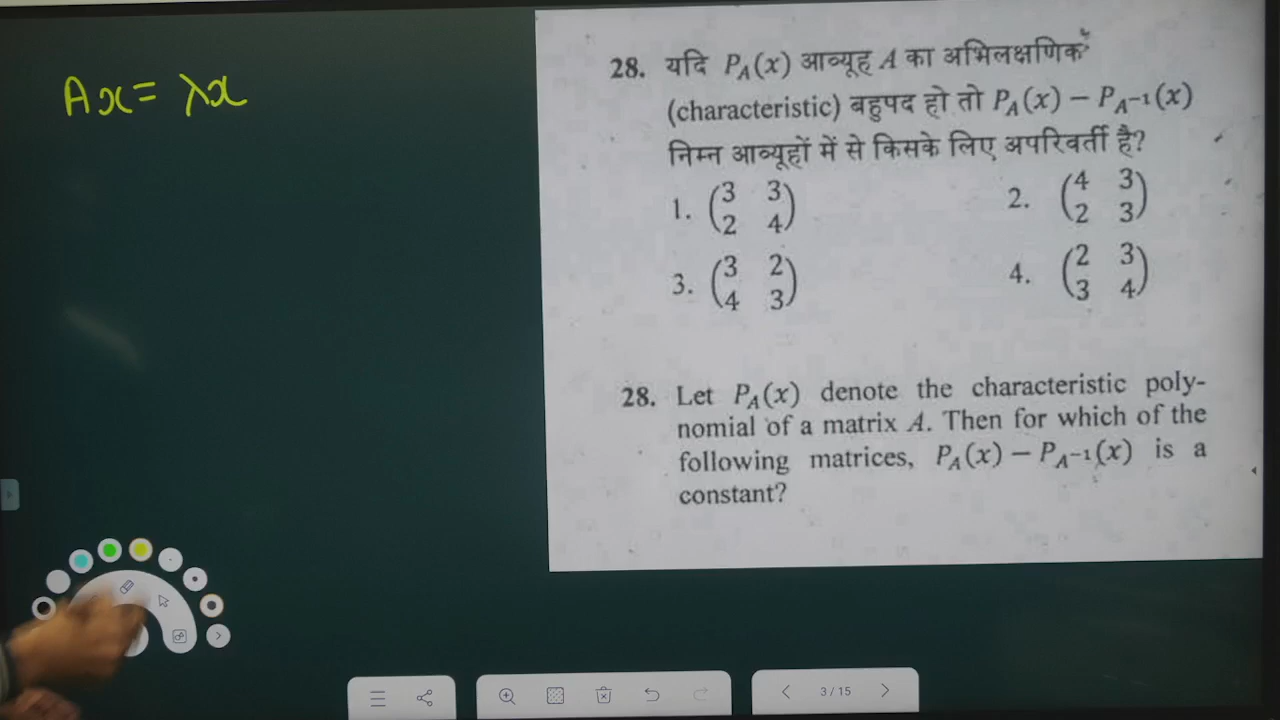 Ax = λx
28. यदि P_A(x) आव्यूह A का अभिलक्षणिक
(characteristic) बहुपद हो तो P_A(x) − P_{A^{-1}}(x)
निम्न आव्यूहों में से किसके लिए अपरिवर्ती है?
1. (3 3
2 4)
2. (4 3
2 3)
3. (3 2
4 3)
4. (2 3
3 4)
28. Let P_A(x) denote the characteristic poly-
nomial of a matrix A. Then for which of the
following matrices, P_A(x) − P_{A^{-1}}(x) is a
constant?
3 / 15